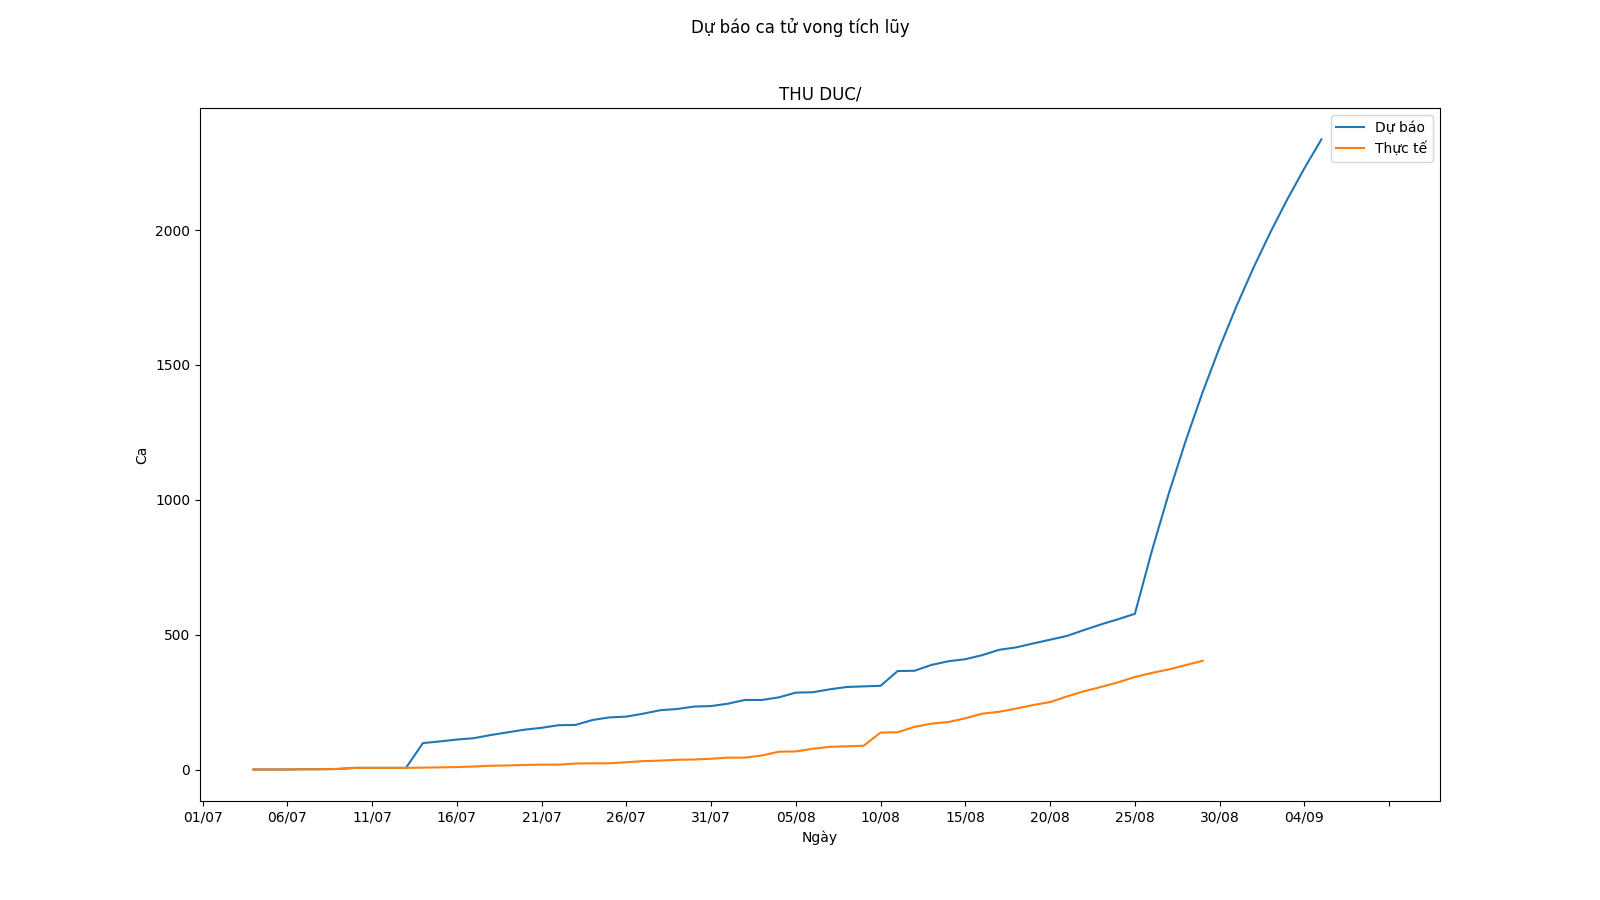 Dự báo ca tử vong tích lũy
THU DUC/
Dự báo
Thực tế
2000
1500
1000
500
0
Ca
01/07 06/07 11/07 16/07 21/07 26/07 31/07 05/08 10/08 15/08 20/08 25/08 30/08 04/09
Ngày